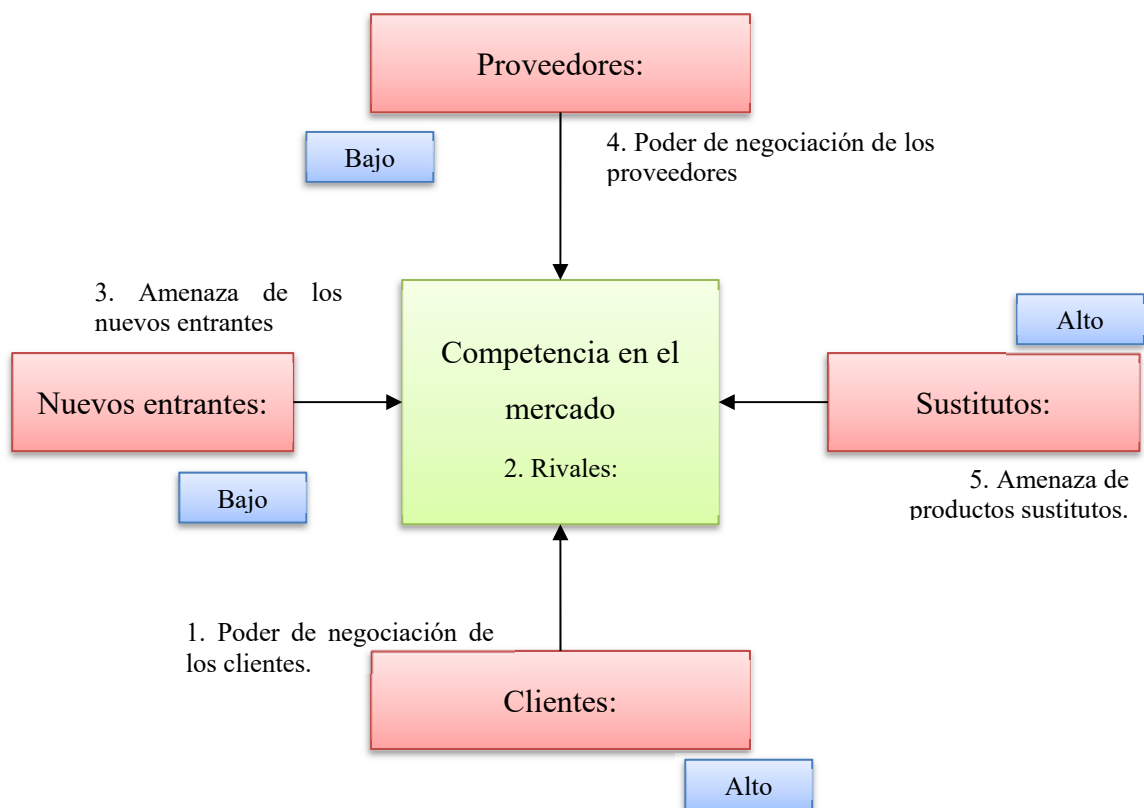 Proveedores:
Bajo
4. Poder de negociación de los
proveedores
3. Amenaza de los
nuevos entrantes
Nuevos entrantes:
Bajo
Competencia en el
mercado
2. Rivales:
Alto
Sustitutos:
5. Amenaza de
productos sustitutos.
1. Poder de negociación de
los clientes.
Clientes:
Alto